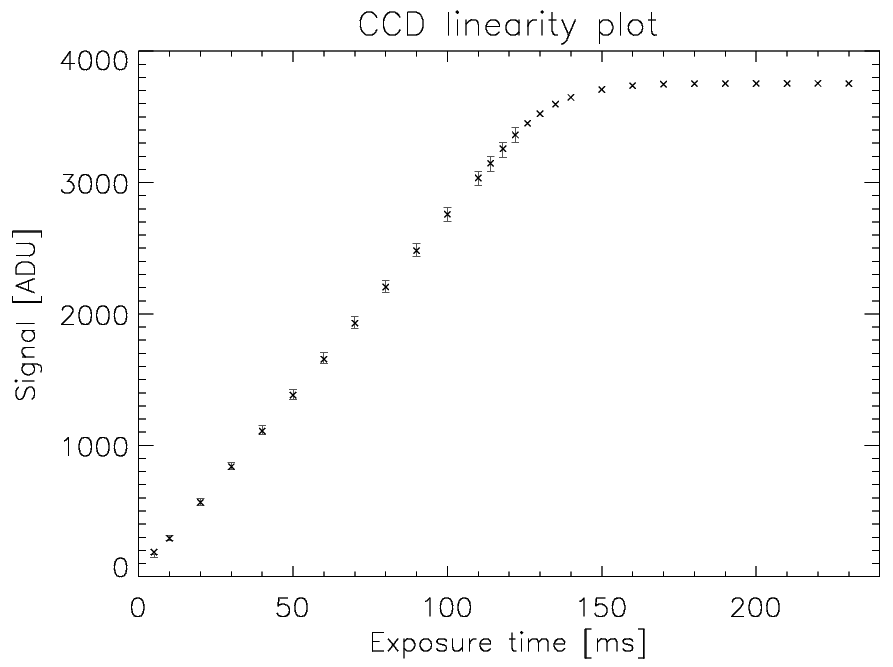 CCD linearity plot
4000
3000
2000
1000
0
Signal [ADU]
0 50 100 150 200
Exposure time [ms]